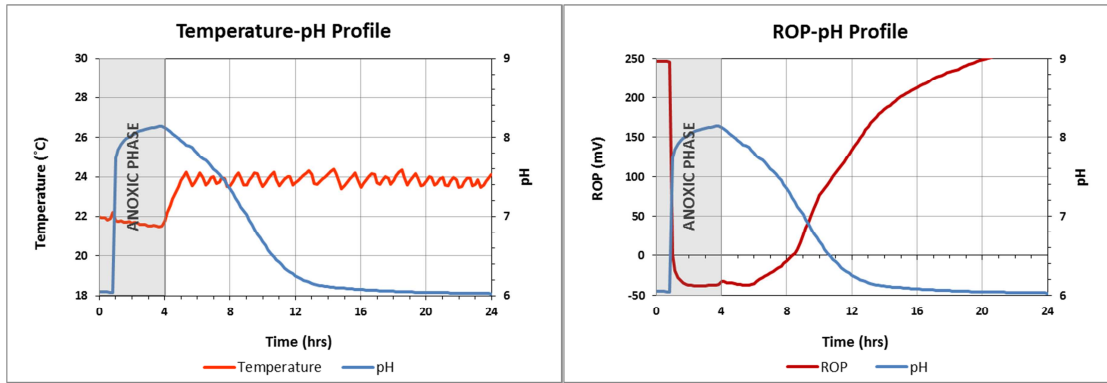 Temperature-pH Profile
30
28
26
24
22
20
18
9
8
7
6
0
4
8
12
16
20
24
Temperature (˚C)
pH
ANOXIC PHASE
Time (hrs)
Temperature
pH
ROP-pH Profile
250
200
150
100
50
0
-50
9
8
7
6
0
4
8
12
16
20
24
ROP (mV)
pH
ANOXIC PHASE
Time (hrs)
ROP
pH